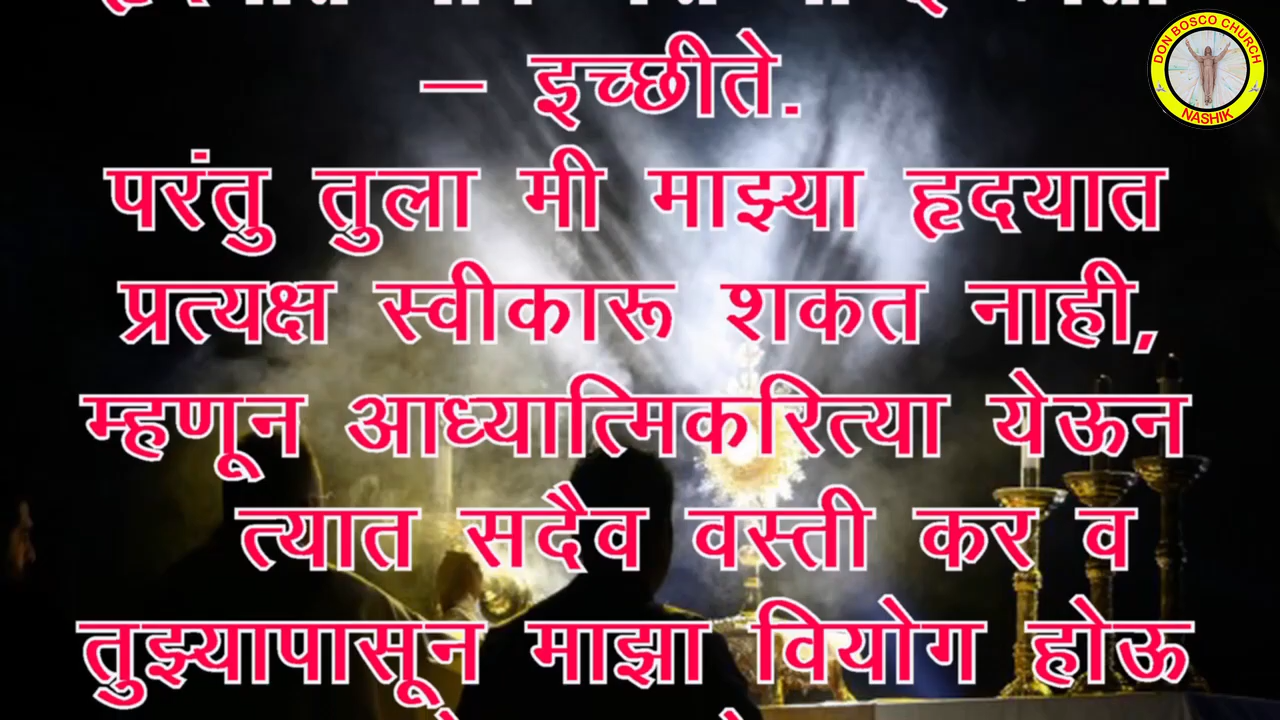 – इच्छीते.
परंतु तुला मी माझ्या हृदयात
प्रत्यक्ष स्वीकारू शकत नाही,
म्हणून आध्यात्मिकरित्या येऊन
त्यात सदैव वस्ती कर व
तुझ्यापासून माझा वियोग होऊ
DON BOSCO CHURCH
NASHIK